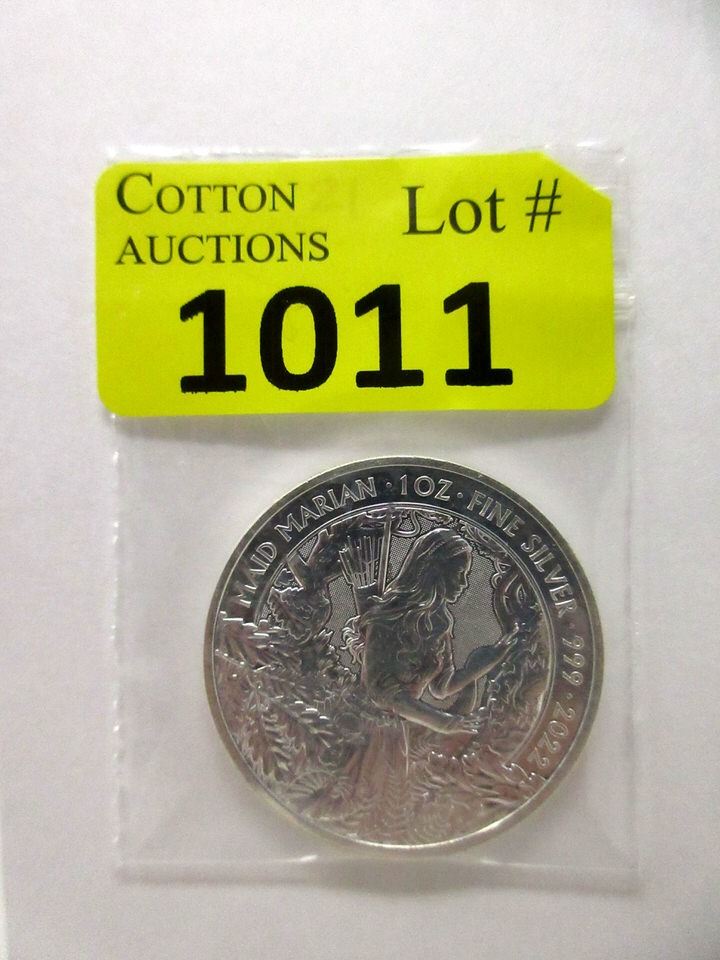 COTTON
AUCTIONS
Lot #
1011
MAID MARIAN · 1OZ · FINE SILVER · 999 · 2022